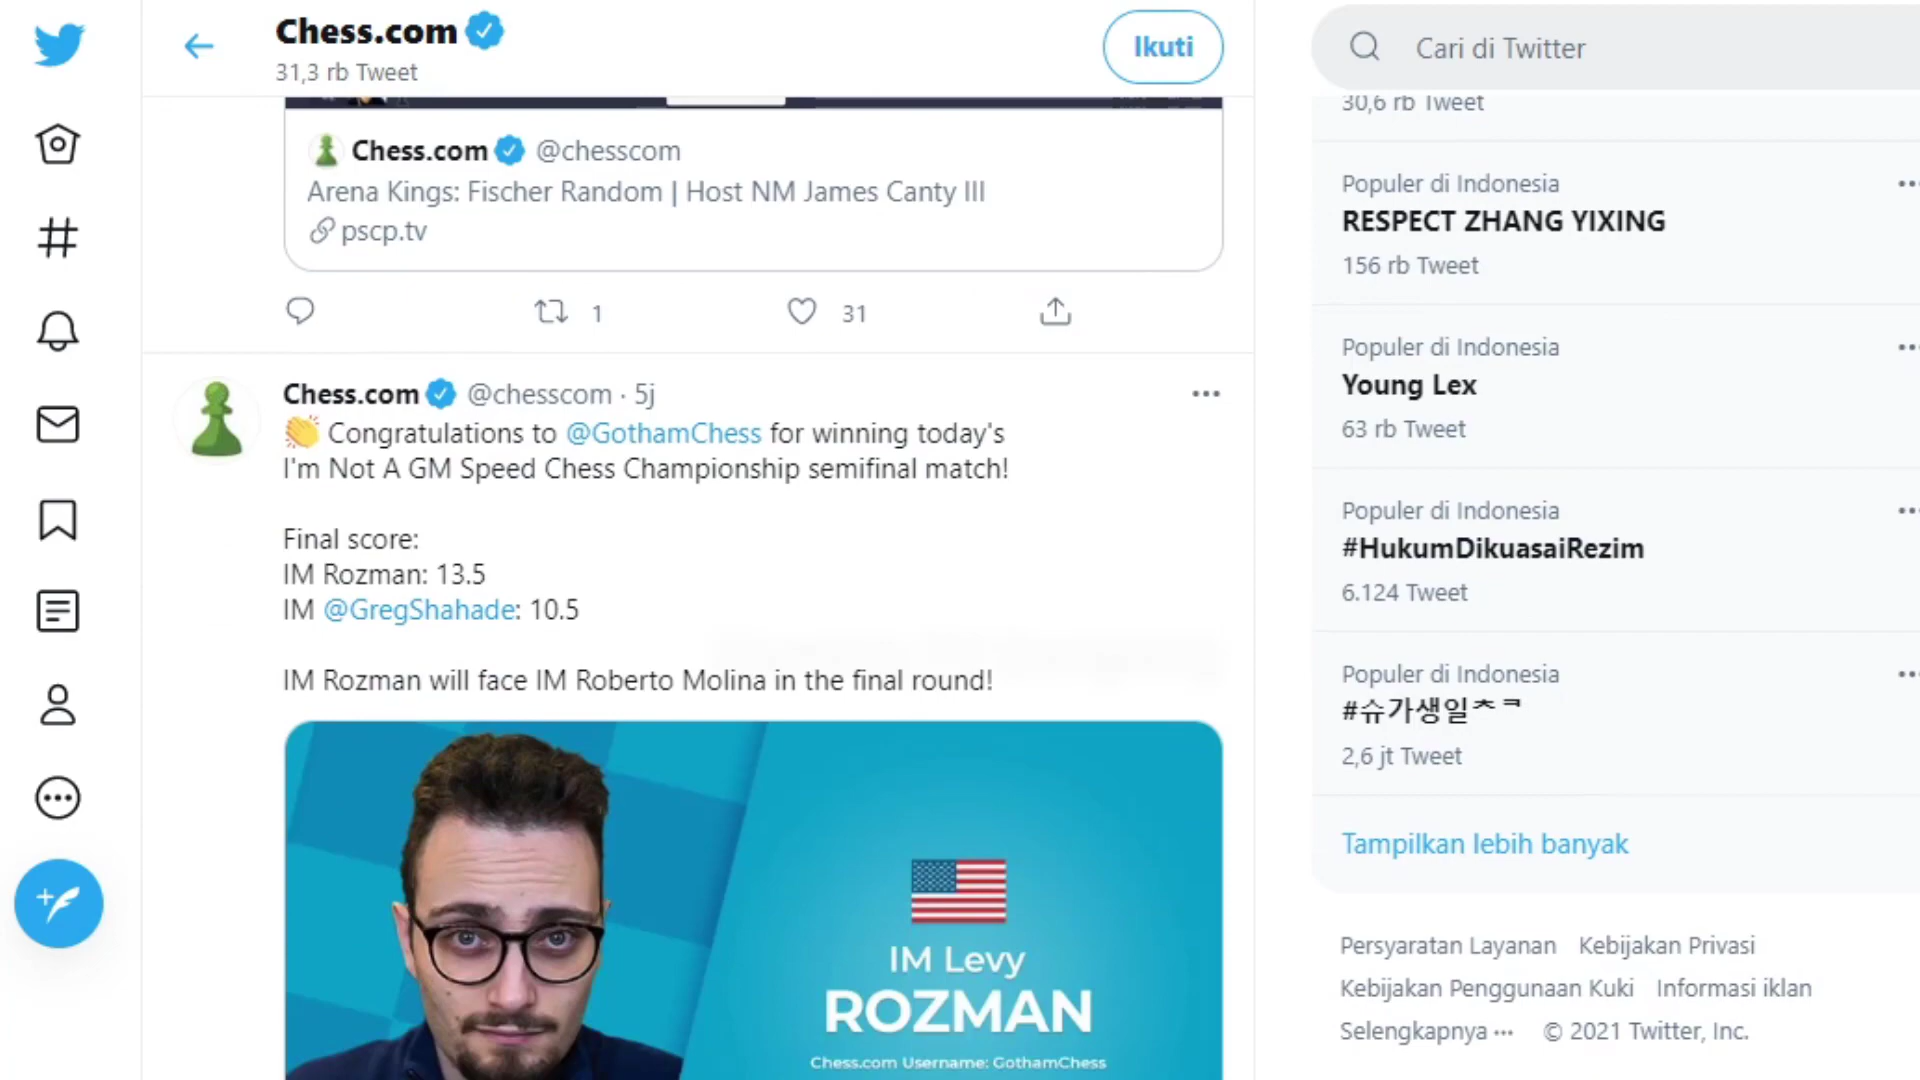 Chess.com
31,3 rb Tweet
Ikuti
Chess.com @chesscom
Arena Kings: Fischer Random | Host NM James Canty III
pscp.tv
1
31
Chess.com @chesscom · 5j
👏 Congratulations to @GothamChess for winning today's
I'm Not A GM Speed Chess Championship semifinal match!
Final score:
IM Rozman: 13.5
IM @GregShahade: 10.5
IM Rozman will face IM Roberto Molina in the final round!
IM Levy
ROZMAN
Chess.com Username: GothamChess
Cari di Twitter
30,6 rb Tweet
Populer di Indonesia
RESPECT ZHANG YIXING
156 rb Tweet
Populer di Indonesia
Young Lex
63 rb Tweet
Populer di Indonesia
#HukumDikuasaiRezim
6.124 Tweet
Populer di Indonesia
#슈가생일ᄎᄏ
2,6 jt Tweet
Tampilkan lebih banyak
Persyaratan Layanan Kebijakan Privasi
Kebijakan Penggunaan Kuki Informasi iklan
Selengkapnya ··· © 2021 Twitter, Inc.